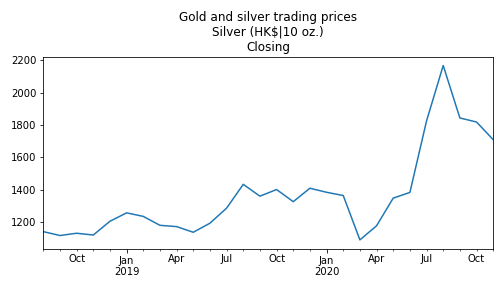 Gold and silver trading prices
Silver (HK$|10 oz.)
Closing
2200
2000
1800
1600
1400
1200
Oct
Jan
2019
Apr
Jul
Oct
Jan
2020
Apr
Jul
Oct